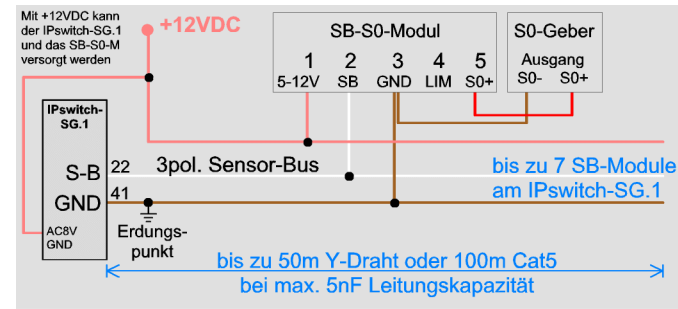 Mit +12VDC kann
der IPswitch-SG.1
und das SB-S0-M
versorgt werden
+12VDC
SB-S0-Modul
1 2 3 4 5
5-12V SB GND LIM S0+
S0-Geber
Ausgang
S0- S0+
IPswitch-
SG.1
S-B 22
GND 41
AC8V
GND
3pol. Sensor-Bus
bis zu 7 SB-Module
am IPswitch-SG.1
Erdungs-
punkt
bis zu 50m Y-Draht oder 100m Cat5
bei max. 5nF Leitungskapazität